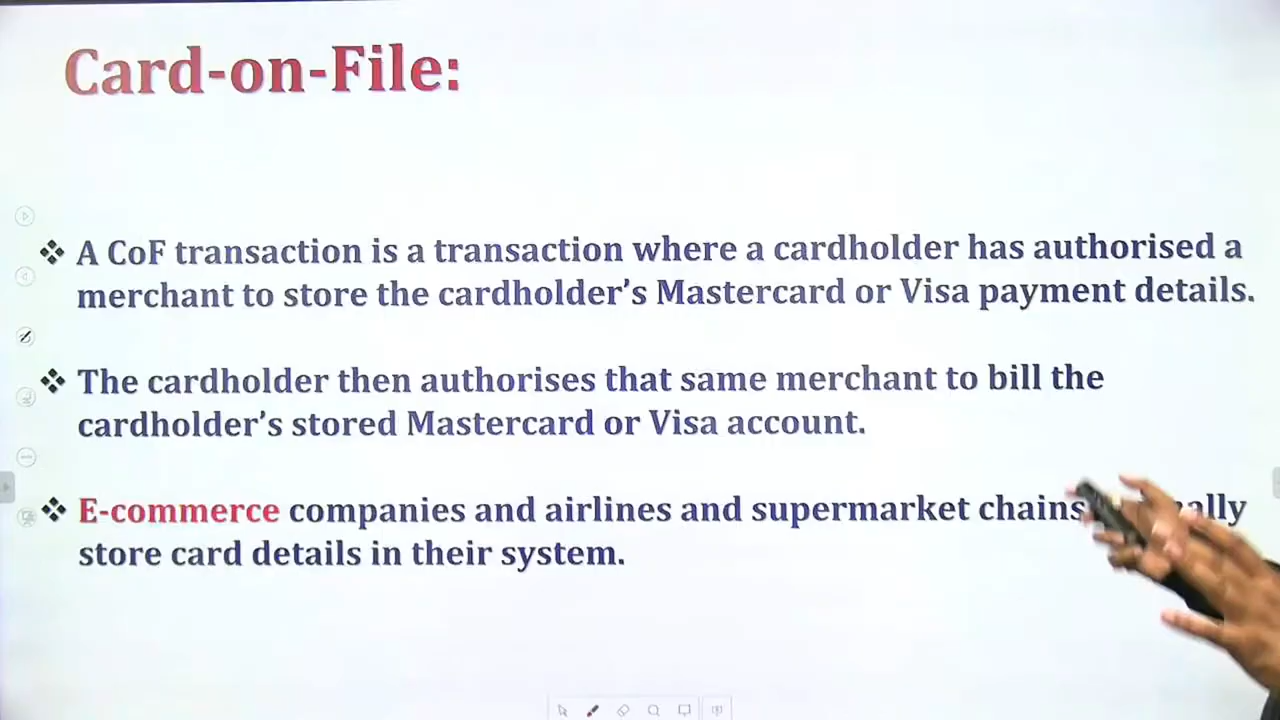 Card-on-File:
❖ A CoF transaction is a transaction where a cardholder has authorised a
merchant to store the cardholder’s Mastercard or Visa payment details.
❖ The cardholder then authorises that same merchant to bill the
cardholder’s stored Mastercard or Visa account.
❖ E-commerce companies and airlines and supermarket chains
store card details in their system.